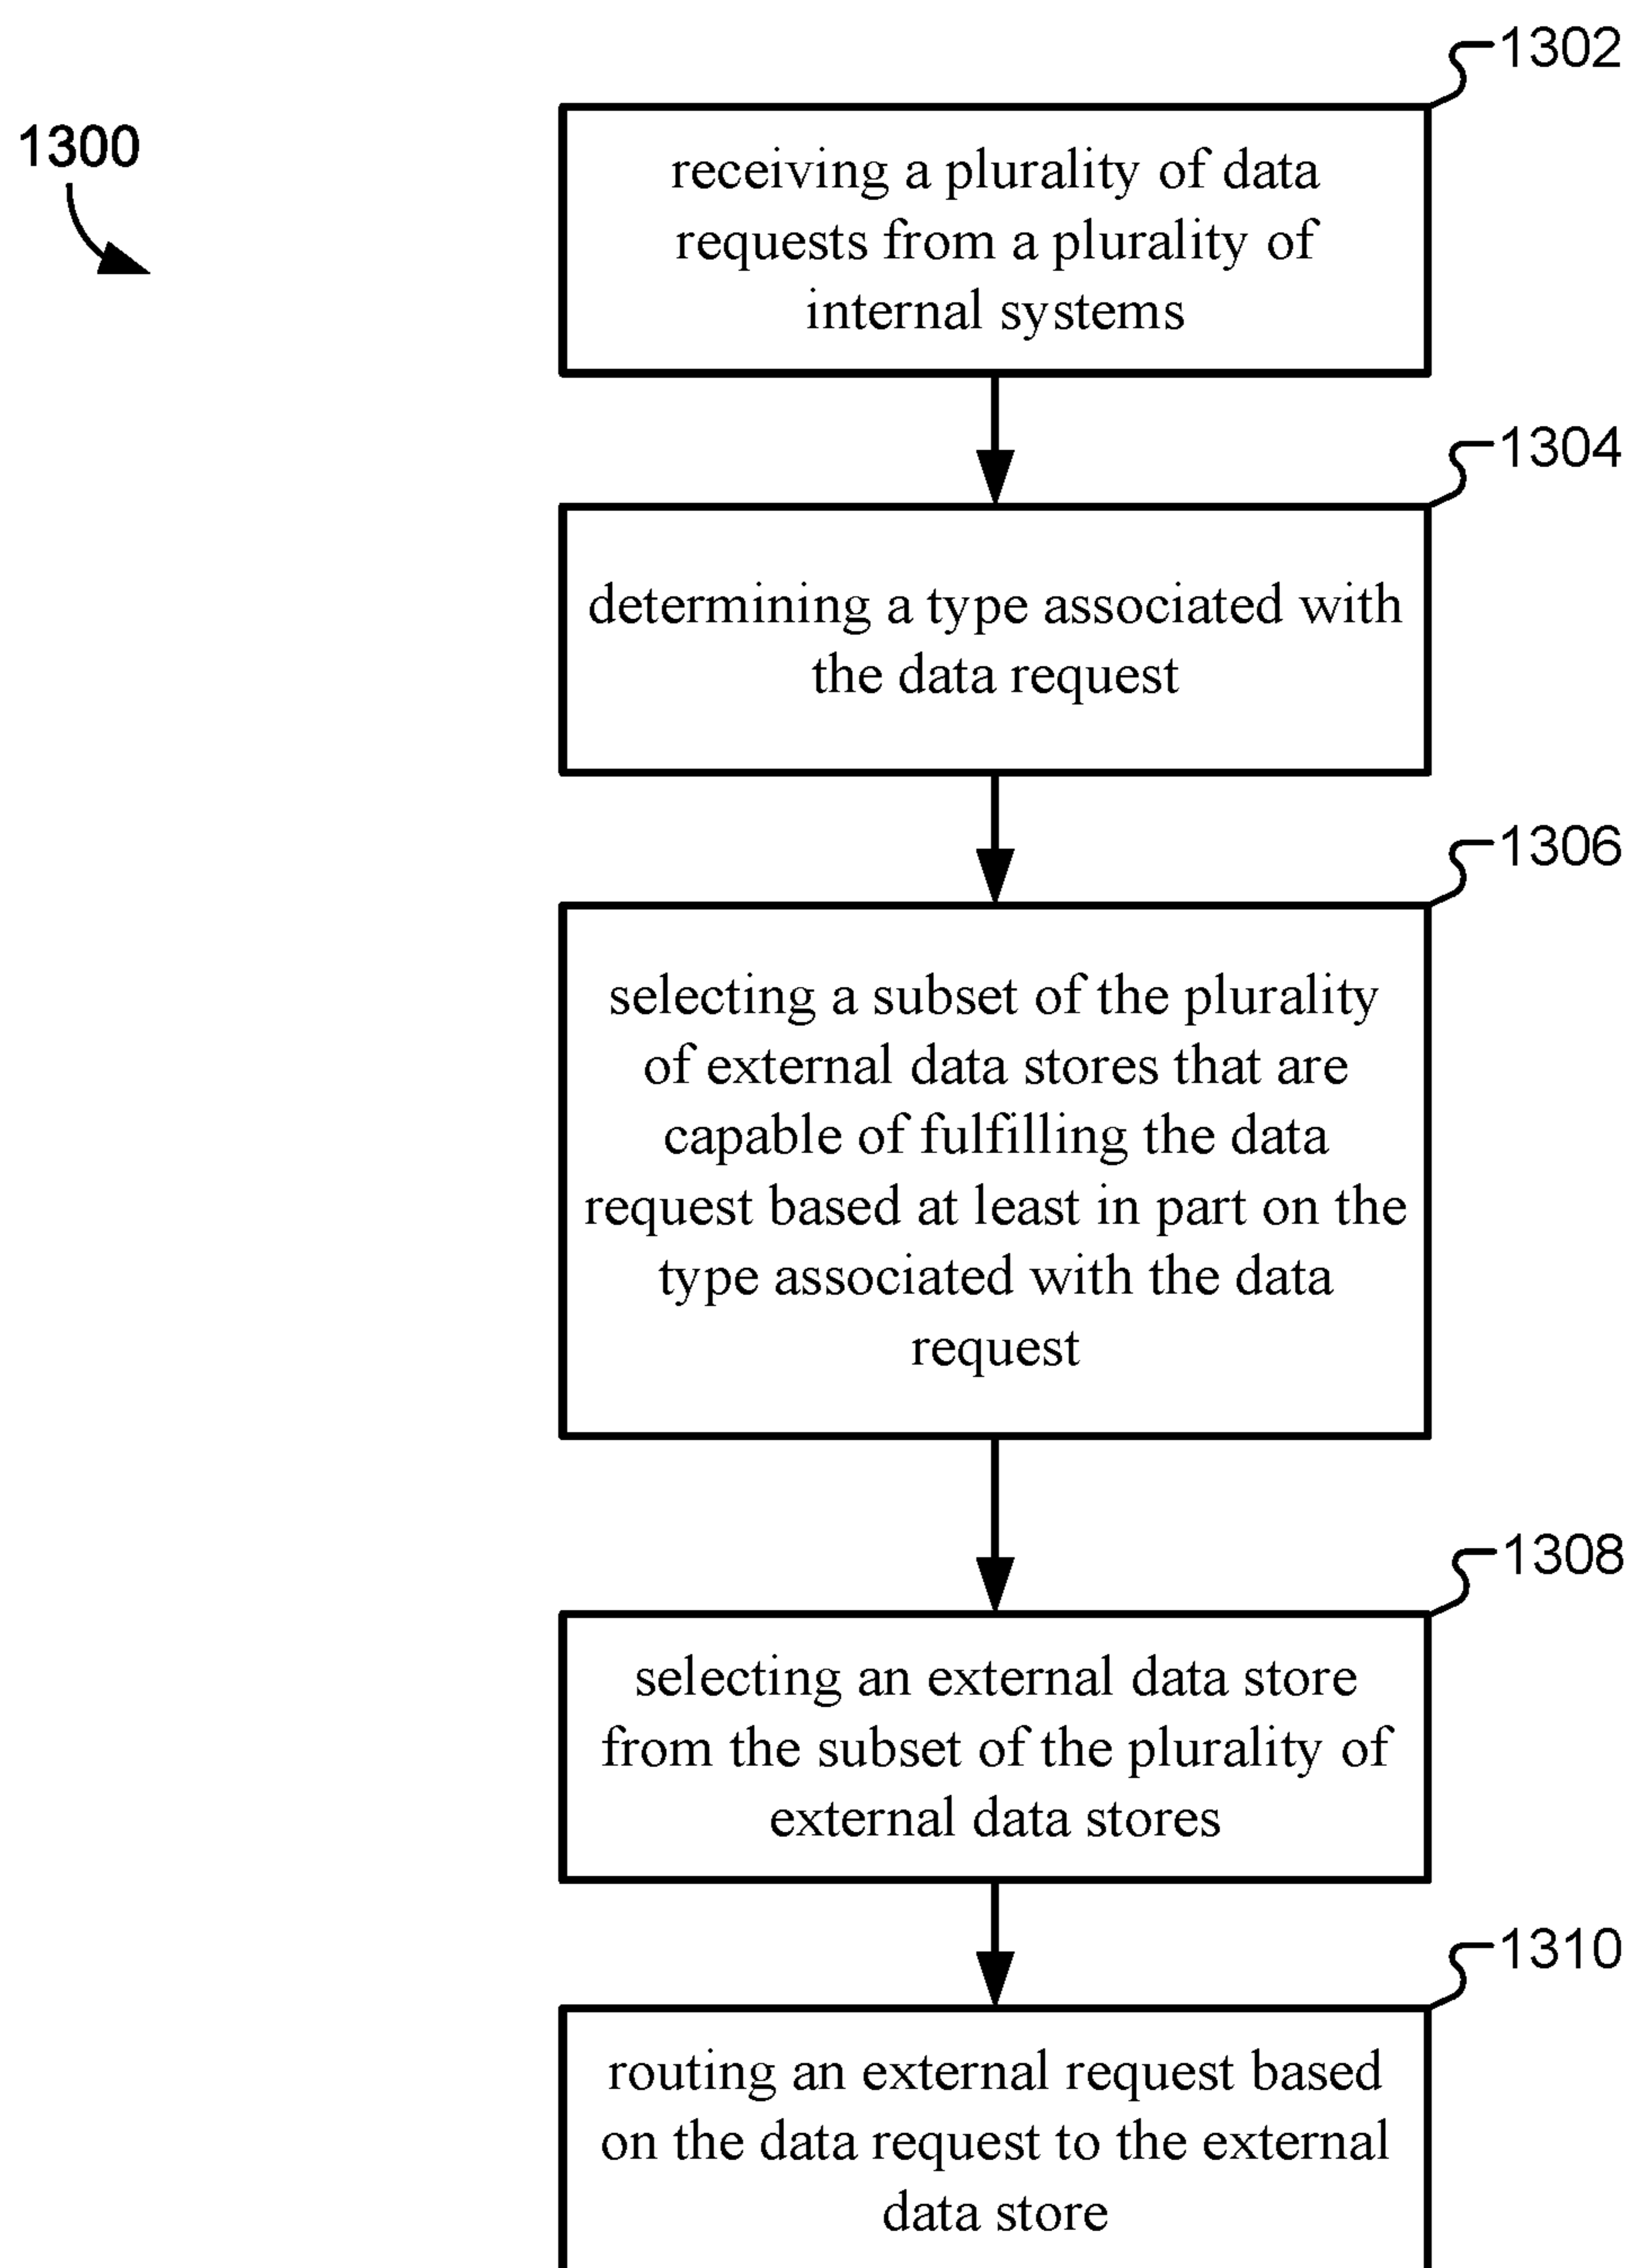 1300
1302
receiving a plurality of data
requests from a plurality of
internal systems
1304
determining a type associated with
the data request
1306
selecting a subset of the plurality
of external data stores that are
capable of fulfilling the data
request based at least in part on the
type associated with the data
request
1308
selecting an external data store
from the subset of the plurality of
external data stores
1310
routing an external request based
on the data request to the external
data store